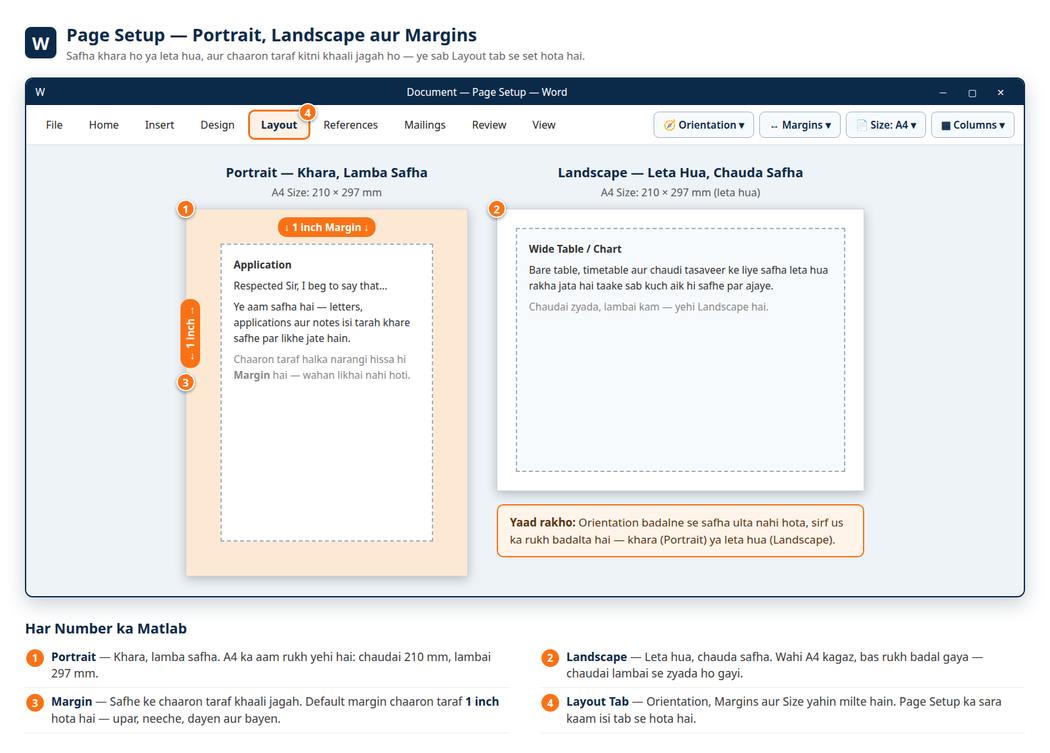 W
Page Setup — Portrait, Landscape aur Margins
Safha khara ho ya leta hua, aur chaaron taraf kitni khaali jagah ho — ye sab Layout tab se set hota hai.
W Document — Page Setup — Word
File Home Insert Design Layout 4 References Mailings Review View Orientation ▾ ↔ Margins ▾ Size: A4 ▾ Columns ▾
Portrait — Khara, Lamba Safha
A4 Size: 210 × 297 mm
1
↓ 1 inch Margin ↓
Application
Respected Sir, I beg to say that...
Ye aam safha hai — letters,
applications aur notes isi tarah khare
safhe par likhe jate hain.
Chaaron taraf halka narangi hissa hi
Margin hai — wahan likhai nahi hoti.
← 1 inch →
3
Landscape — Leta Hua, Chauda Safha
A4 Size: 210 × 297 mm (leta hua)
2
Wide Table / Chart
Bare table, timetable aur chaudi tasaveer ke liye safha leta hua
rakha jata hai taake sab kuch aik hi safhe par ajaye.
Chaudai zyada, lambai kam — yehi Landscape hai.
Yaad rakho: Orientation badalne se safha ulta nahi hota, sirf us
ka rukh badalta hai — khara (Portrait) ya leta hua (Landscape).
Har Number ka Matlab
1 Portrait — Khara, lamba safha. A4 ka aam rukh yehi hai: chaudai 210 mm, lambai
297 mm.
2 Landscape — Leta hua, chauda safha. Wahi A4 kagaz, bas rukh badal gaya —
chaudai lambai se zyada ho gayi.
3 Margin — Safhe ke chaaron taraf khaali jagah. Default margin chaaron taraf 1 inch
hota hai — upar, neeche, dayen aur bayen.
4 Layout Tab — Orientation, Margins aur Size yahin milte hain. Page Setup ka sara
kaam isi tab se hota hai.